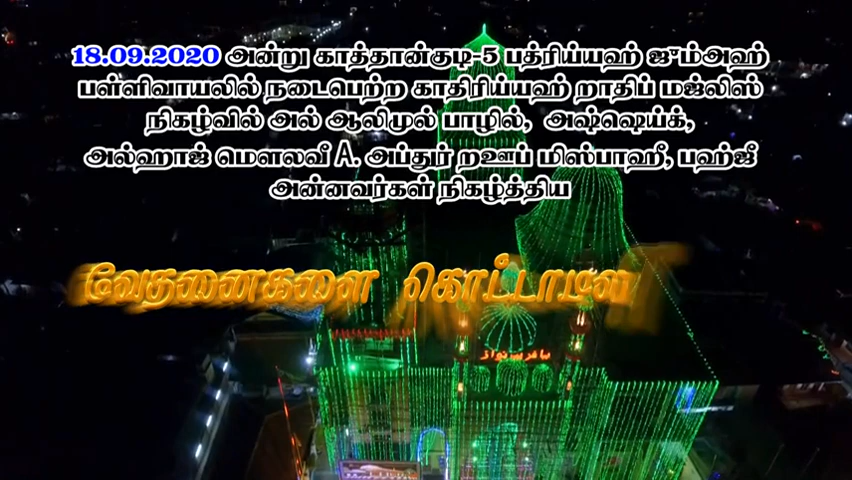 18.09.2020 அன்று காத்தான்குடி-5 பத்ரிய்யஹ் ஜும்அஹ்
பள்ளிவாயலில் நடைபெற்ற காதிரிய்யஹ் றாதிப் மஜ்லிஸ்
நிகழ்வில் அல் ஆலிமுல் பாழில், அஷ்ஷெய்க்,
அல்ஹாஜ் மௌலவீ A. அப்துர் றஊப் மிஸ்பாஹீ, பஹ்ஜீ
அன்னவர்கள் நிகழ்த்திய
வேதனைகளை